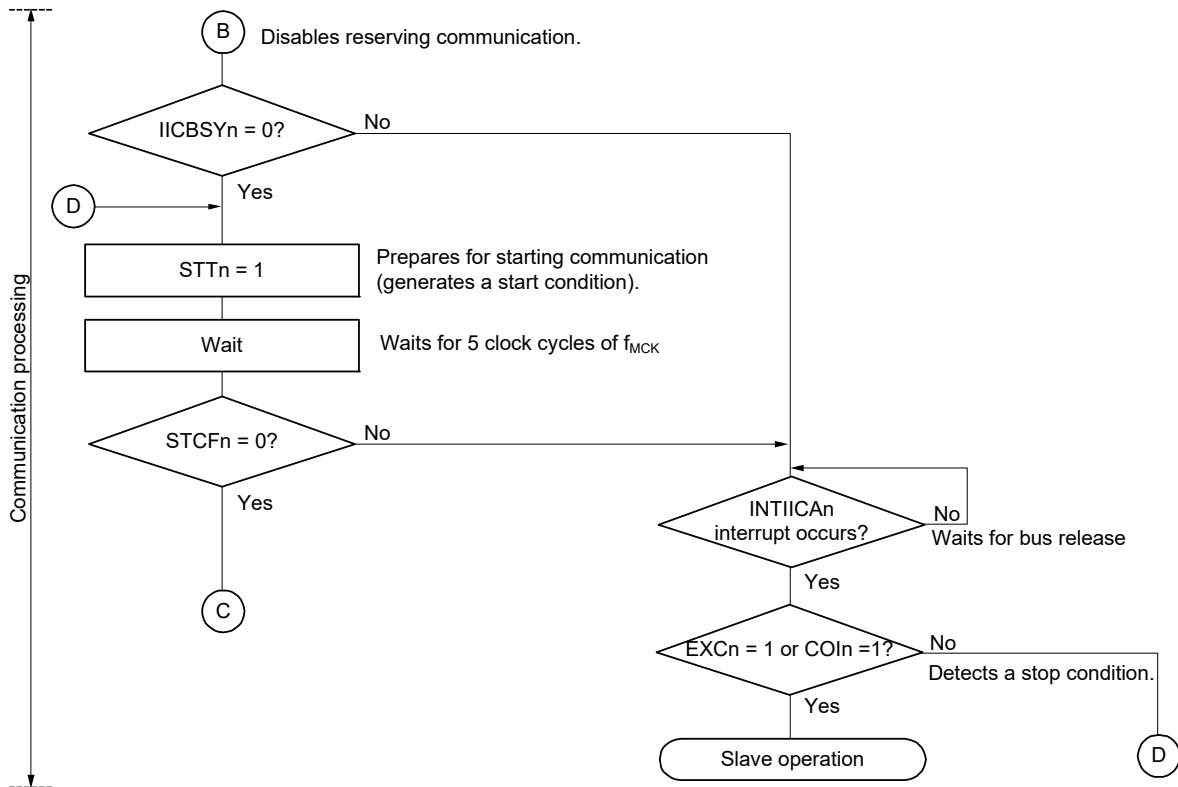 B
Disables reserving communication.
IICBSYn = 0?
No
Yes
D
STTn = 1
Prepares for starting communication
(generates a start condition).
Wait
Waits for 5 clock cycles of fMCK
STCFn = 0?
No
Yes
C
INTIICAn
interrupt occurs?
No
Waits for bus release
Yes
EXCn = 1 or COIn =1?
No
Detects a stop condition.
Yes
Slave operation
D
Communication processing